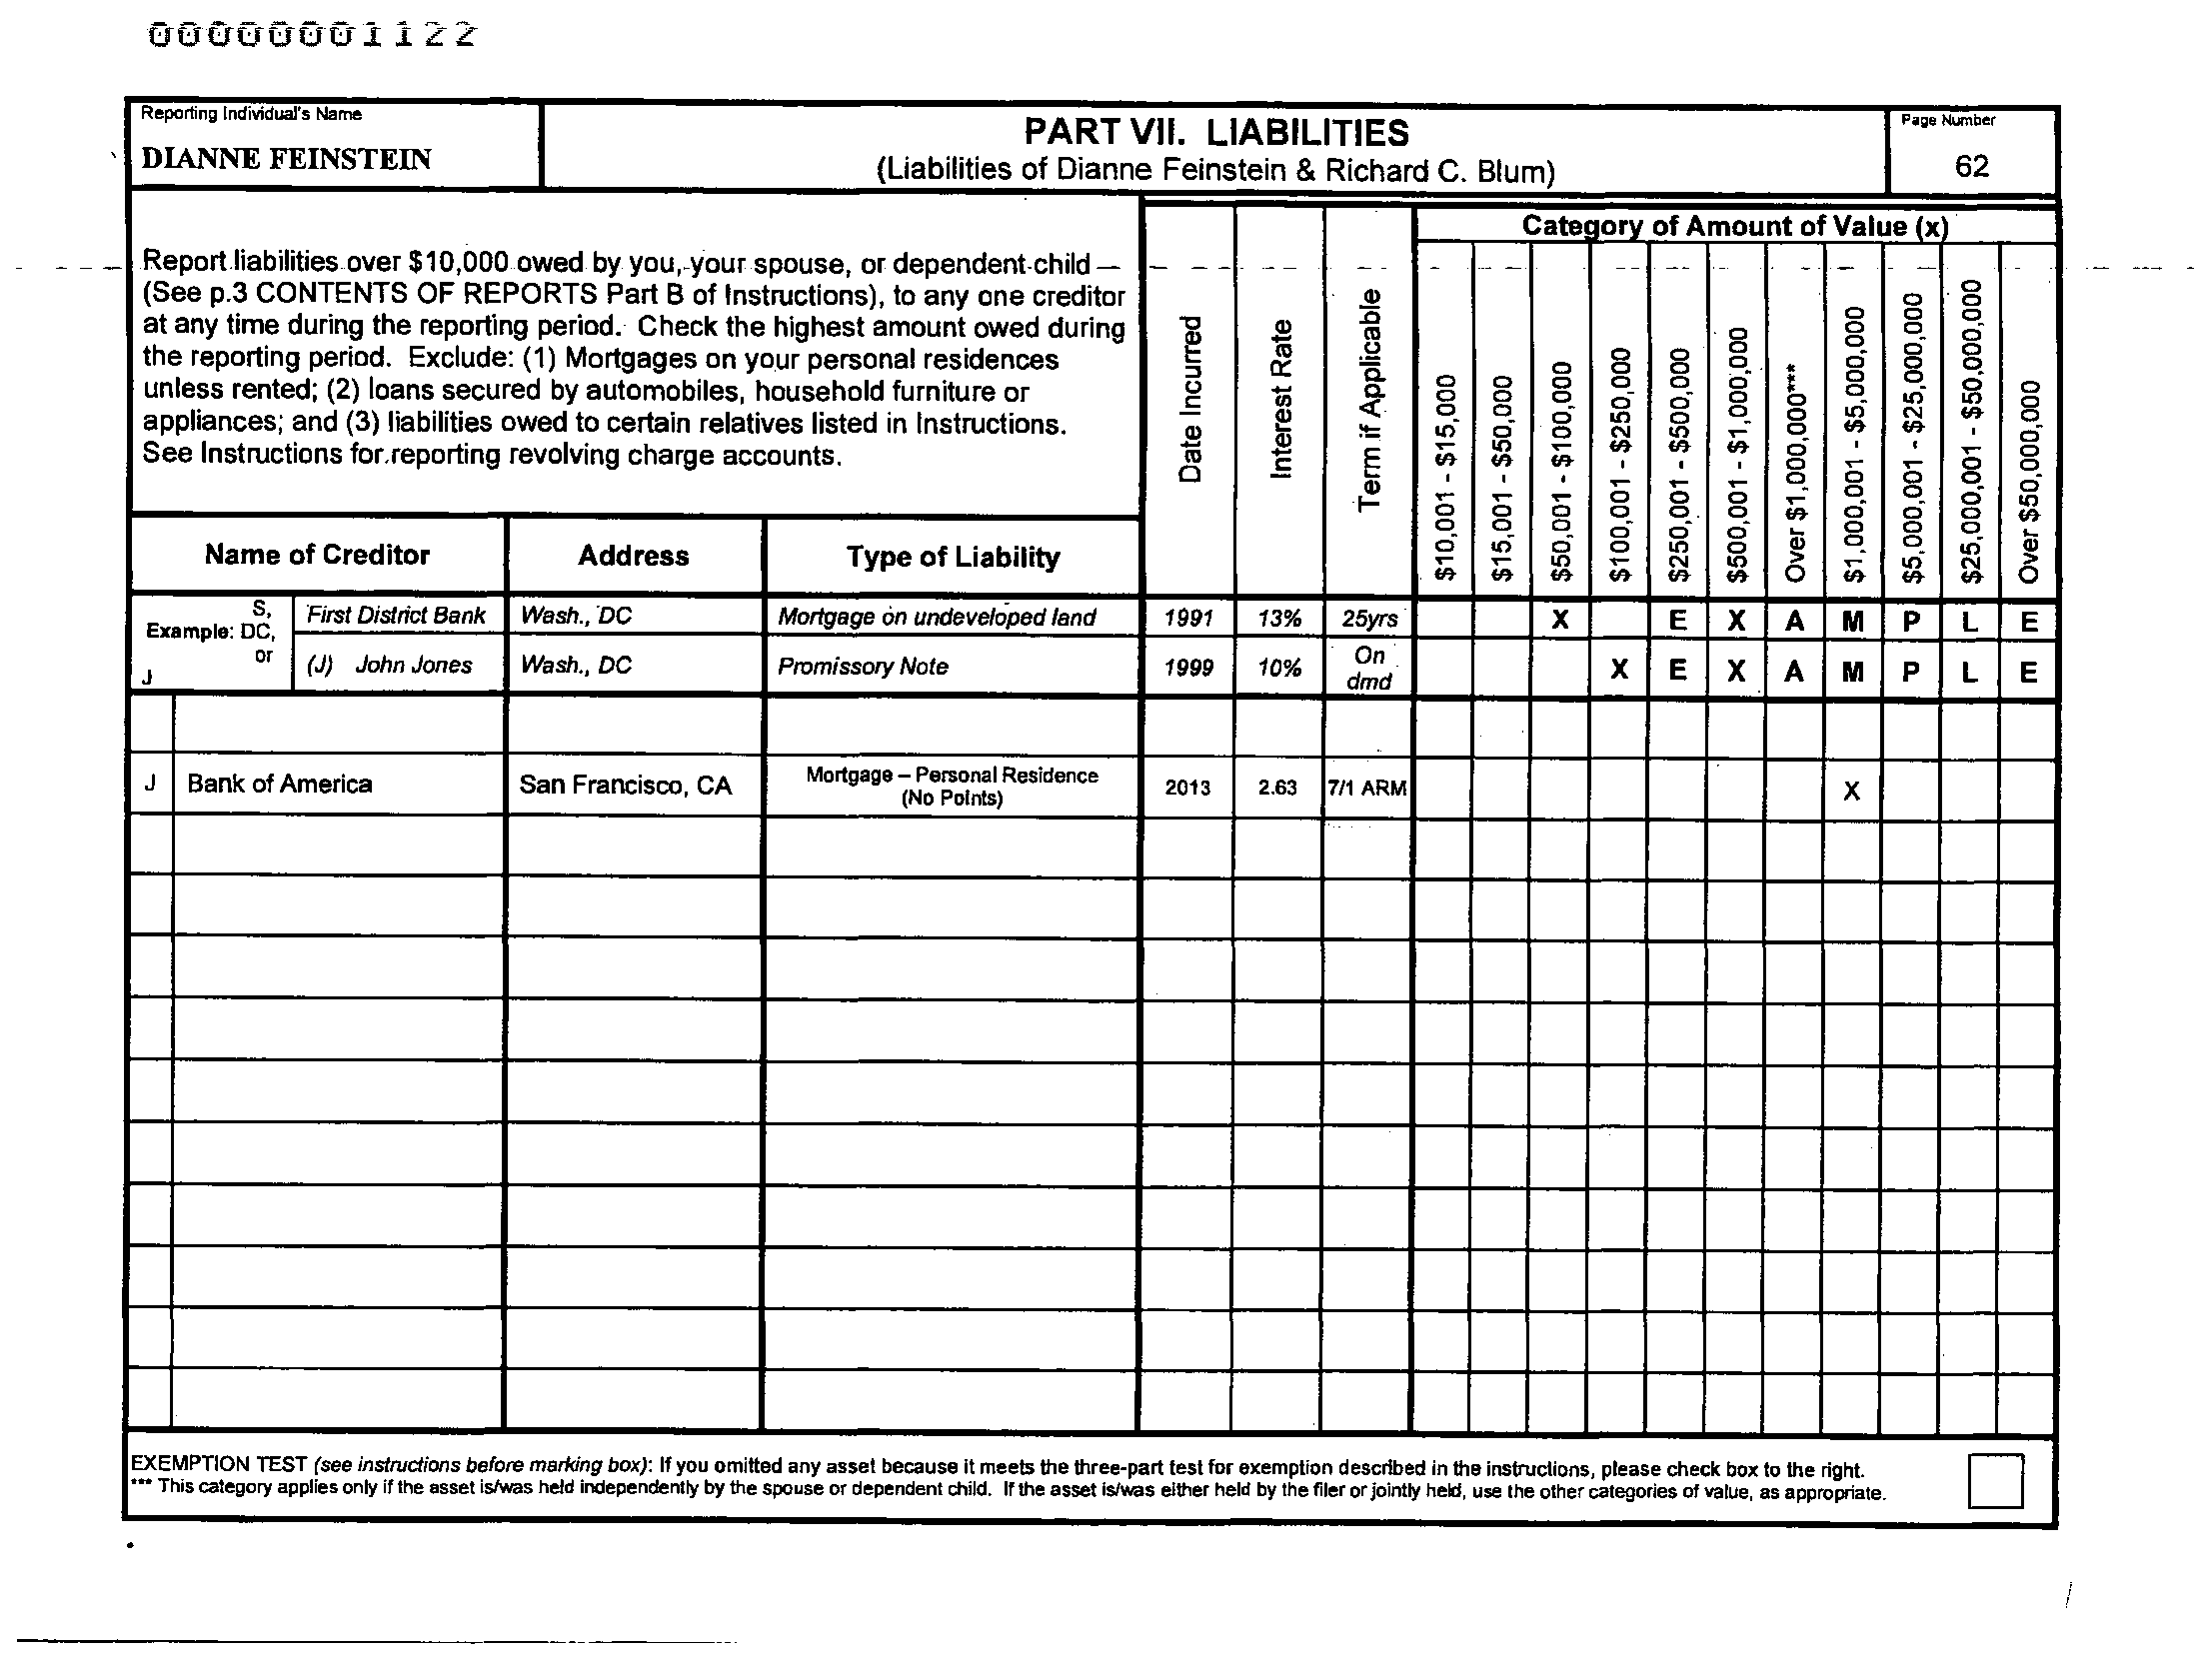 00000001122
Reporting Individual's Name
DIANNE FEINSTEIN
PART VII. LIABILITIES
(Liabilities of Dianne Feinstein & Richard C. Blum)
Page Number
62
Report liabilities over $10,000 owed by you, your spouse, or dependent child
(See p.3 CONTENTS OF REPORTS Part B of Instructions), to any one creditor
at any time during the reporting period. Check the highest amount owed during
the reporting period. Exclude: (1) Mortgages on your personal residences
unless rented; (2) loans secured by automobiles, household furniture or
appliances; and (3) liabilities owed to certain relatives listed in Instructions.
See Instructions for reporting revolving charge accounts.
Date Incurred
Interest Rate
Term if Applicable
Category of Amount of Value (x)
$10,001 - $15,000
$15,001 - $50,000
$50,001 - $100,000
$100,001 - $250,000
$250,001 - $500,000
$500,001 - $1,000,000
Over $1,000,000***
$1,000,001 - $5,000,000
$5,000,001 - $25,000,000
$25,000,001 - $50,000,000
Over $50,000,000
Name of Creditor Address Type of Liability
Example: S, DC, or J
First District Bank Wash., DC Mortgage on undeveloped land 1991 13% 25yrs X E X A M P L E
(J) John Jones Wash., DC Promissory Note 1999 10% On dmd X E X A M P L E
J Bank of America San Francisco, CA Mortgage – Personal Residence (No Points) 2013 2.63 7/1 ARM X
EXEMPTION TEST (see instructions before marking box): If you omitted any asset because it meets the three-part test for exemption described in the instructions, please check box to the right.
*** This category applies only if the asset is/was held independently by the spouse or dependent child. If the asset is/was either held by the filer or jointly held, use the other categories of value, as appropriate.